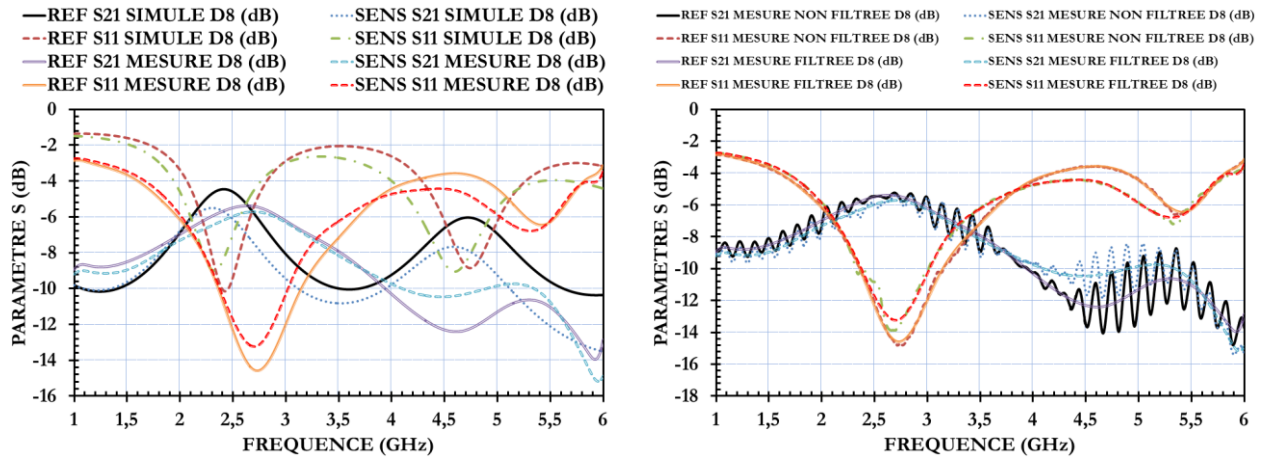 REF S21 SIMULE D8 (dB)
SENS S21 SIMULE D8 (dB)
REF S11 SIMULE D8 (dB)
SENS S11 SIMULE D8 (dB)
REF S21 MESURE D8 (dB)
SENS S21 MESURE D8 (dB)
REF S11 MESURE D8 (dB)
SENS S11 MESURE D8 (dB)
PARAMETRE S (dB)
0
-2
-4
-6
-8
-10
-12
-14
-16
1 1,5 2 2,5 3 3,5 4 4,5 5 5,5 6
FREQUENCE (GHz)
REF S21 MESURE NON FILTREE D8 (dB)
SENS S21 MESURE NON FILTREE D8 (dB)
REF S11 MESURE NON FILTREE D8 (dB)
SENS S11 MESURE NON FILTREE D8 (dB)
REF S21 MESURE FILTREE D8 (dB)
SENS S21 MESURE FILTREE D8 (dB)
REF S11 MESURE FILTREE D8 (dB)
SENS S11 MESURE FILTREE D8 (dB)
PARAMETRE S (dB)
0
-2
-4
-6
-8
-10
-12
-14
-16
-18
1 1,5 2 2,5 3 3,5 4 4,5 5 5,5 6
FREQUENCE (GHz)